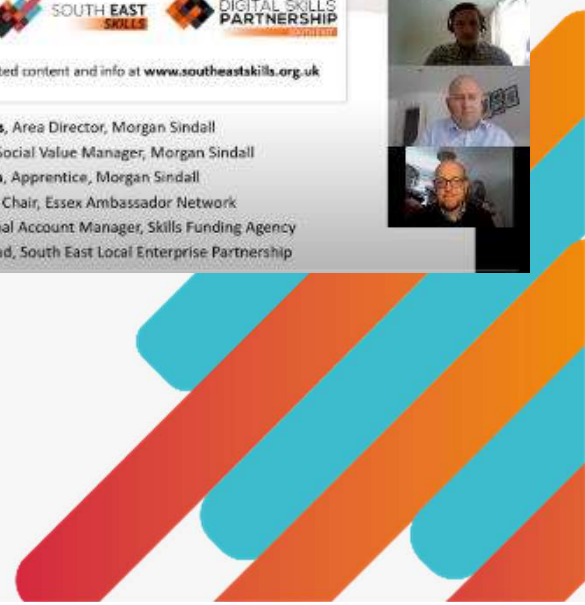 SOUTH EAST
SKILLS
DIGITAL SKILLS
PARTNERSHIP
SOUTH EAST
ted content and info at www.southeastskills.org.uk
s, Area Director, Morgan Sindall
Social Value Manager, Morgan Sindall
, Apprentice, Morgan Sindall
Chair, Essex Ambassador Network
al Account Manager, Skills Funding Agency
d, South East Local Enterprise Partnership